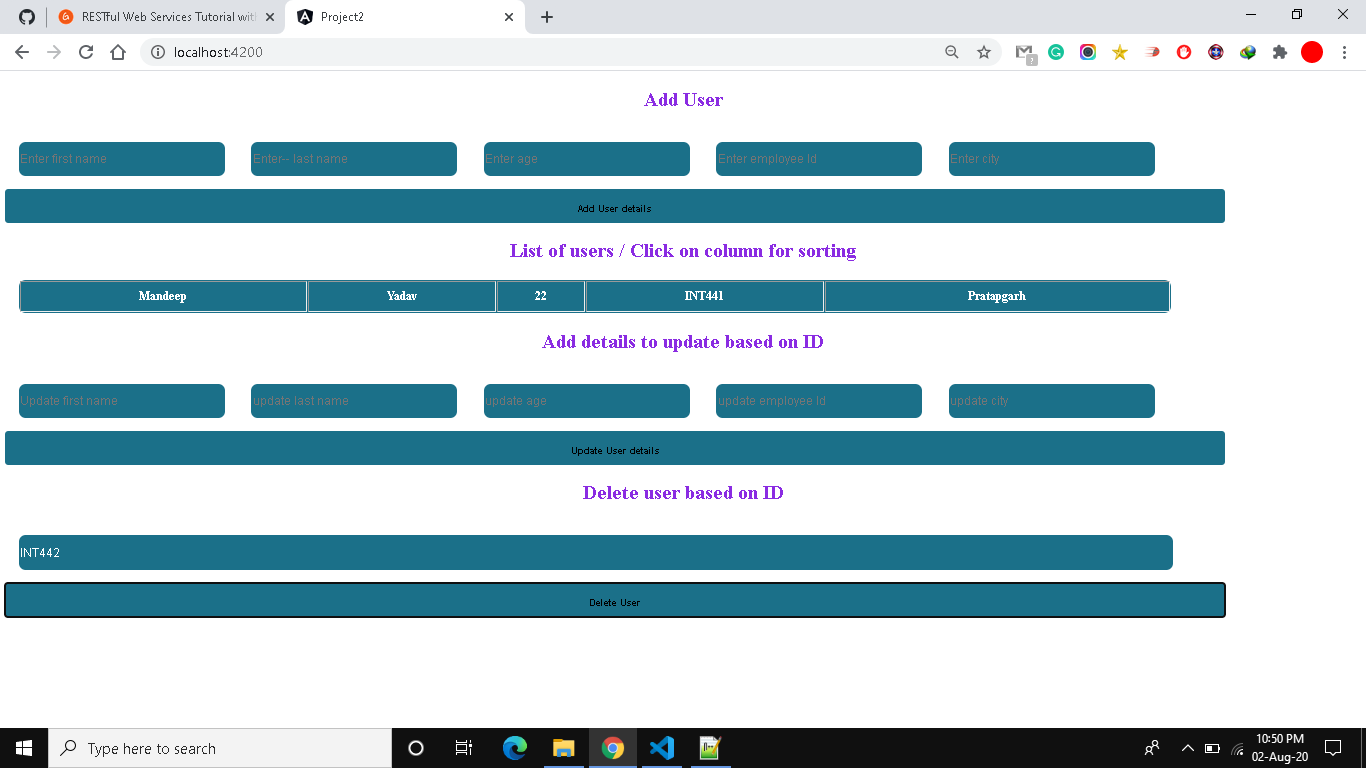 RESTful Web Services Tutorial with
Project2
localhost:4200
?
Add User
Enter first name Enter-- last name Enter age Enter employee Id Enter city
Add User details
List of users / Click on column for sorting
Mandeep Yadav 22 INT441 Pratapgarh
Add details to update based on ID
Update first name update last name update age update employee Id update city
Update User details
Delete user based on ID
INT442
Delete User
Type here to search
10:50 PM
02-Aug-20